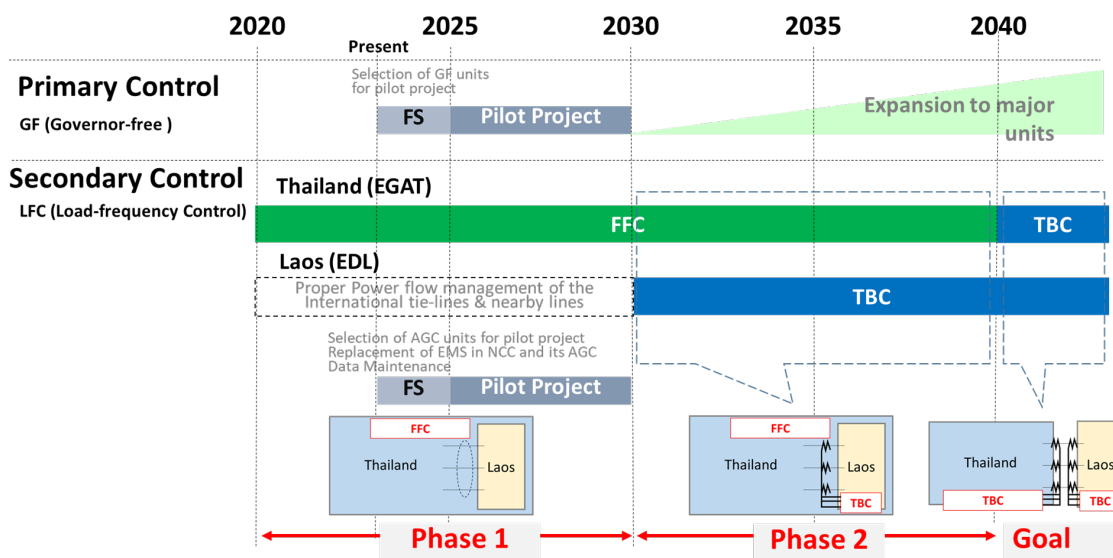 2020 2025 2030 2035 2040
Present
Primary Control
GF (Governor-free )
Selection of GF units
for pilot project
FS
Pilot Project
Expansion to major
units
Secondary Control
LFC (Load-frequency Control)
Thailand (EGAT)
FFC
TBC
Laos (EDL)
Proper Power flow management of the
International tie-lines & nearby lines
TBC
Selection of AGC units for pilot project
Replacement of EMS in NCC and its AGC
Data Maintenance
FS
Pilot Project
FFC
Thailand
Laos
FFC
Thailand
Laos
TBC
Thailand
Laos
TBC
TBC
Phase 1
Phase 2
Goal